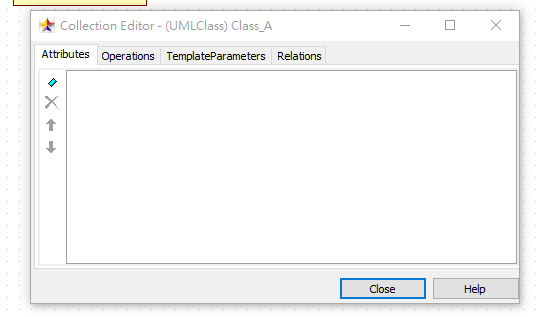 Collection Editor - (UMLClass) Class_A
Attributes Operations TemplateParameters Relations
Close Help